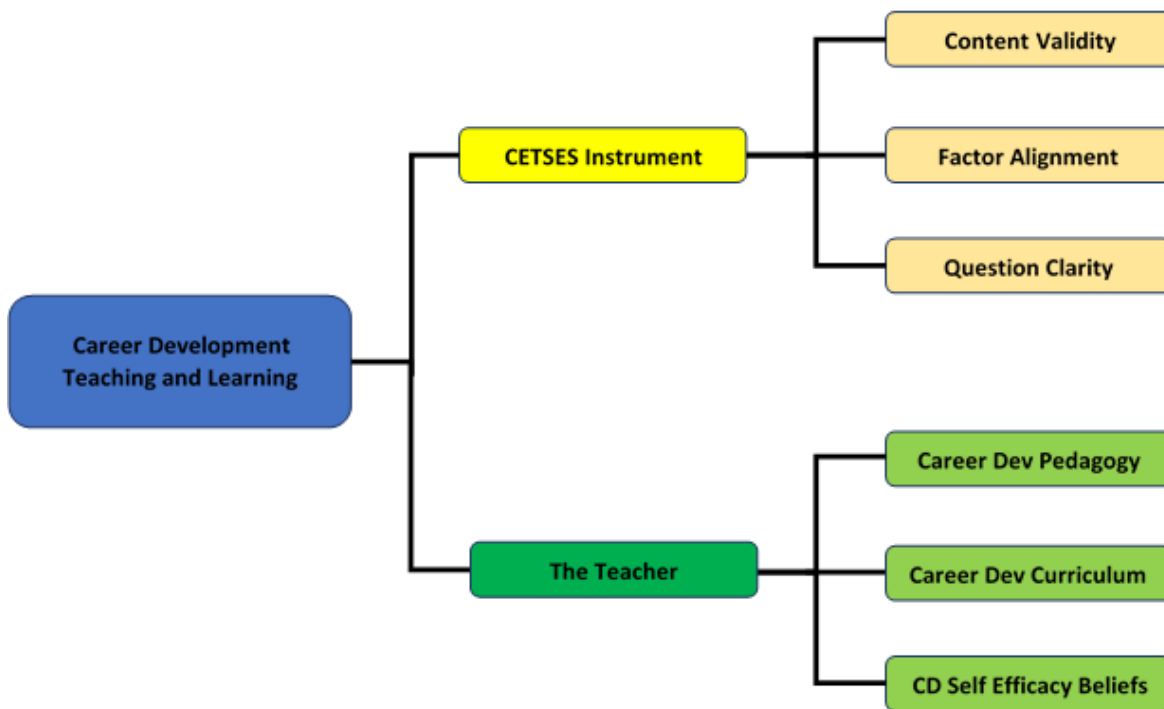 Content Validity
CETSES Instrument
Factor Alignment
Question Clarity
Career Development
Teaching and Learning
Career Dev Pedagogy
The Teacher
Career Dev Curriculum
CD Self Efficacy Beliefs